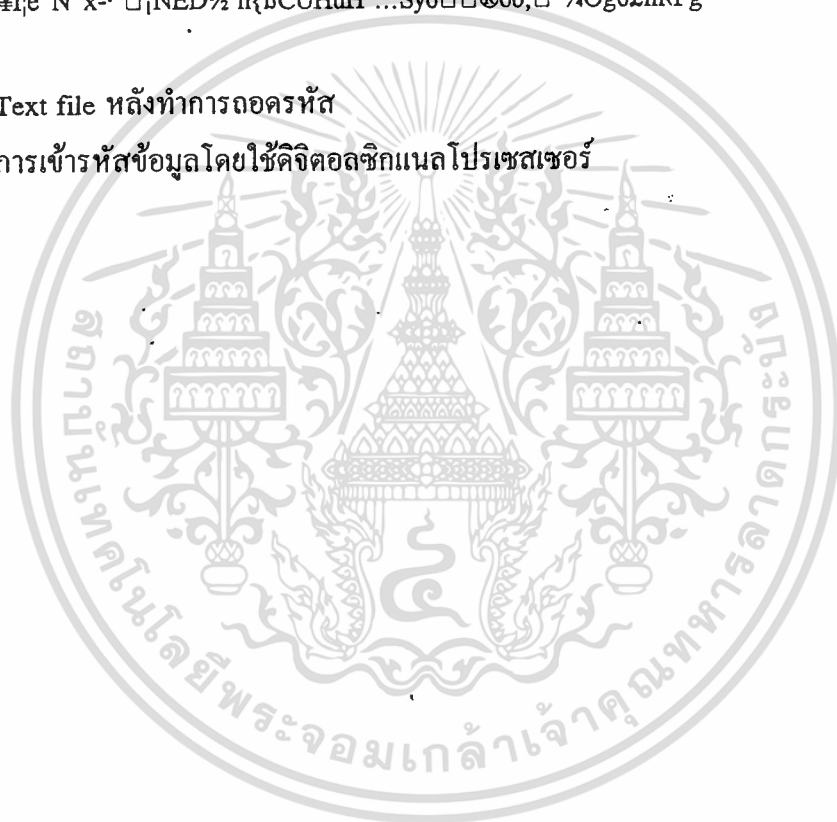 Text file หลังทำการถอดรหัส
การเข้ารหัสข้อมูลโดยใช้ดิจิตอลซิกแนลโปรเซสเซอร์
สถาบันเทคโนโลยีพระจอมเกล้าเจ้าคุณทหารลาดกระบัง